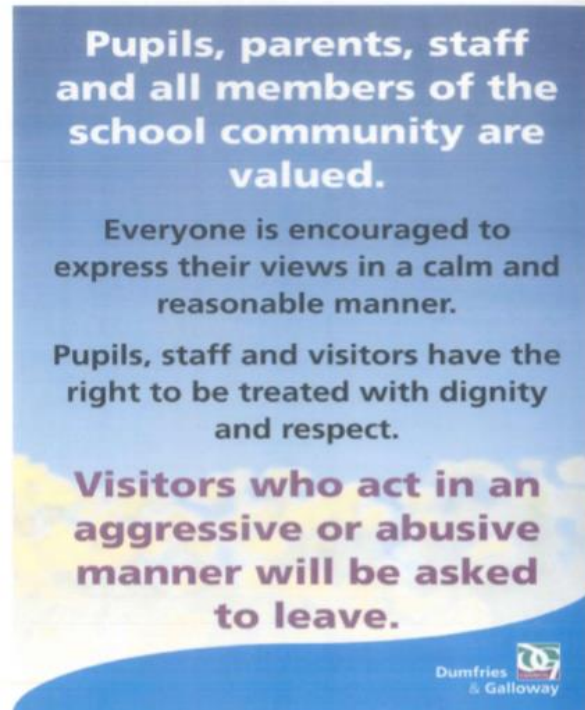 Pupils, parents, staff
and all members of the
school community are
valued.
Everyone is encouraged to
express their views in a calm and
reasonable manner.
Pupils, staff and visitors have the
right to be treated with dignity
and respect.
Visitors who act in an
aggressive or abusive
manner will be asked
to leave.
Dumfries
& Galloway